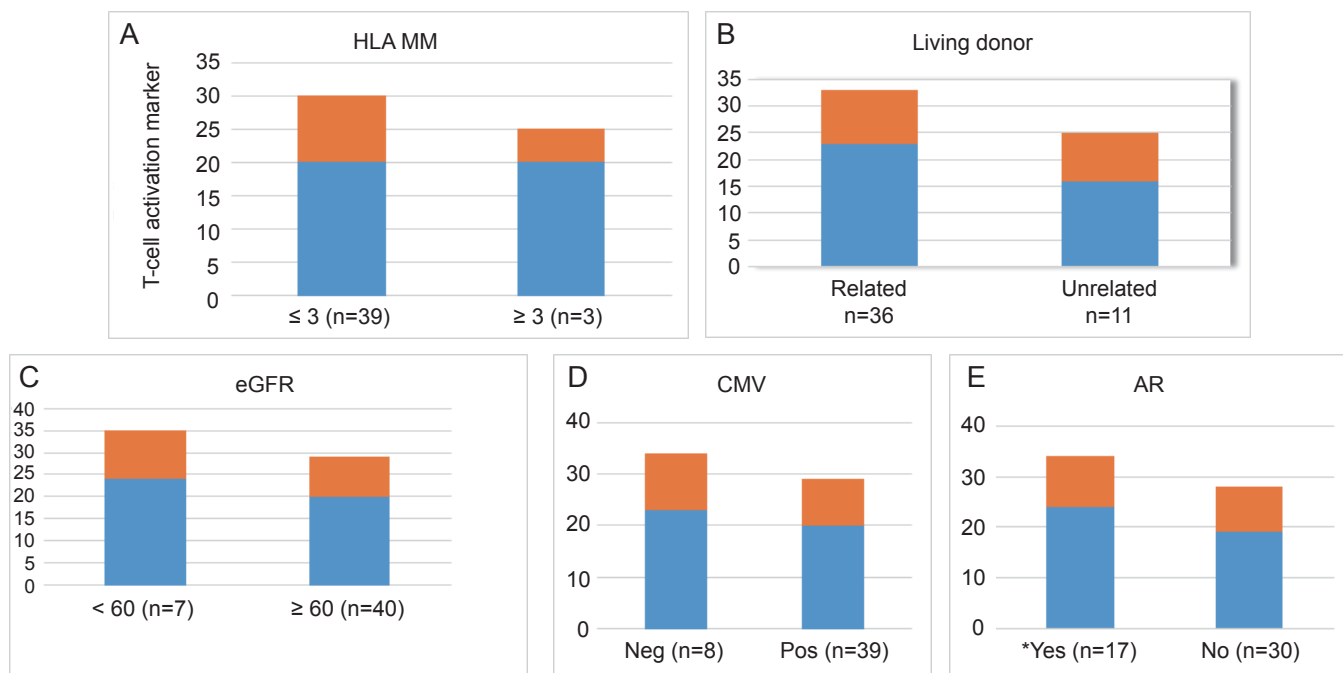 A
HLA MM
T-cell activation marker
35
30
25
20
15
10
5
0
≤ 3 (n=39)
≥ 3 (n=3)
B
Living donor
35
30
25
20
15
10
5
0
Related
n=36
Unrelated
n=11
C
eGFR
40
35
30
25
20
15
10
5
0
< 60 (n=7)
≥ 60 (n=40)
D
CMV
40
30
20
10
0
Neg (n=8)
Pos (n=39)
E
AR
40
30
20
10
0
*Yes (n=17)
No (n=30)